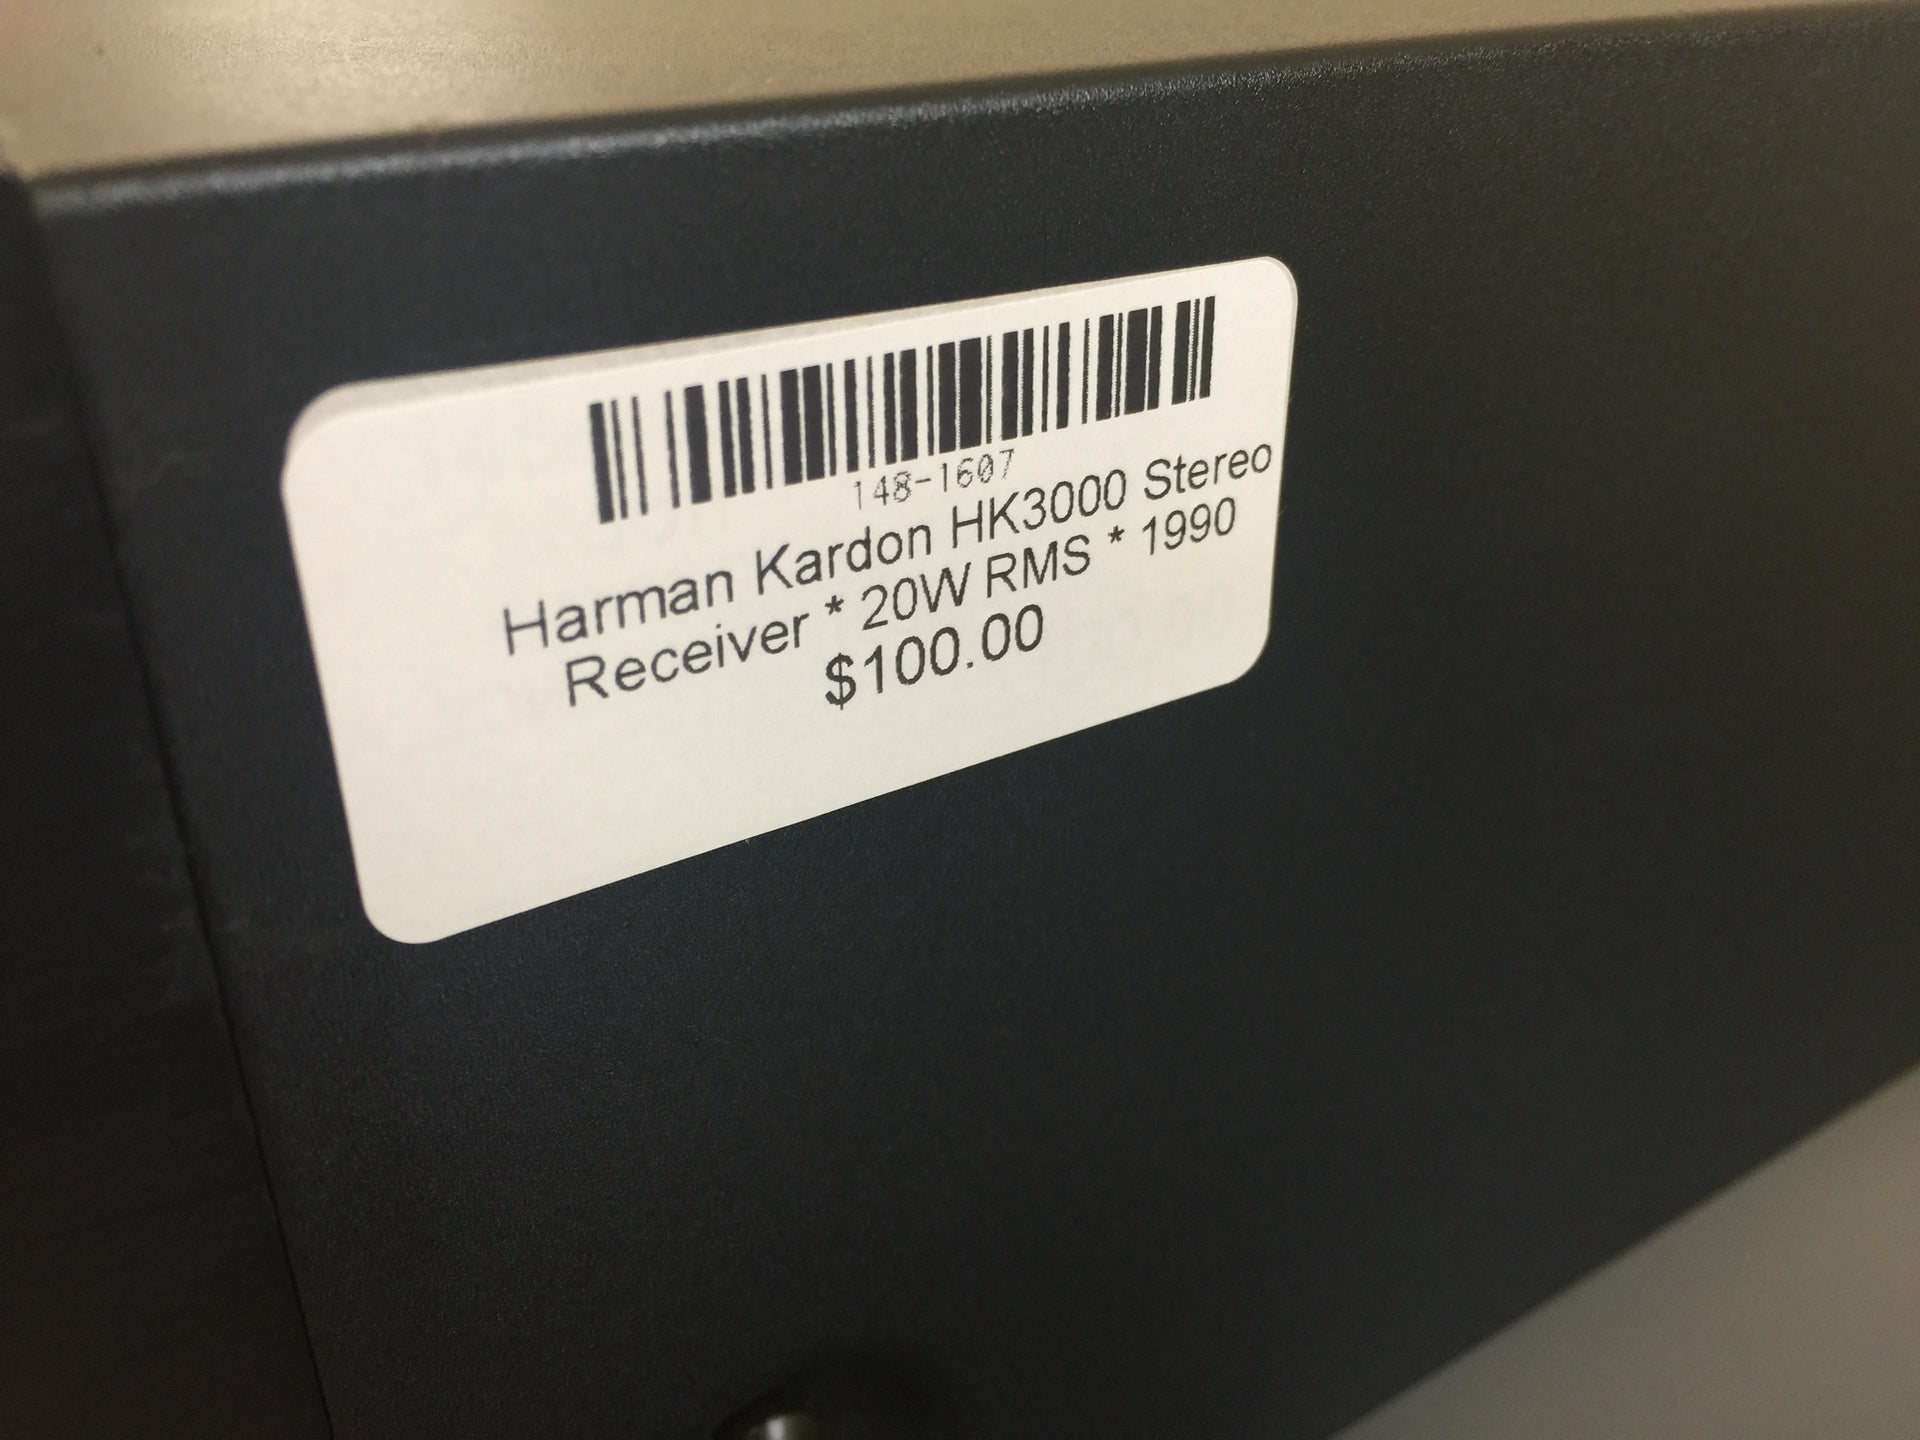 148-1607
Harman Kardon HK3000 Stereo
Receiver * 20W RMS * 1990
$100.00